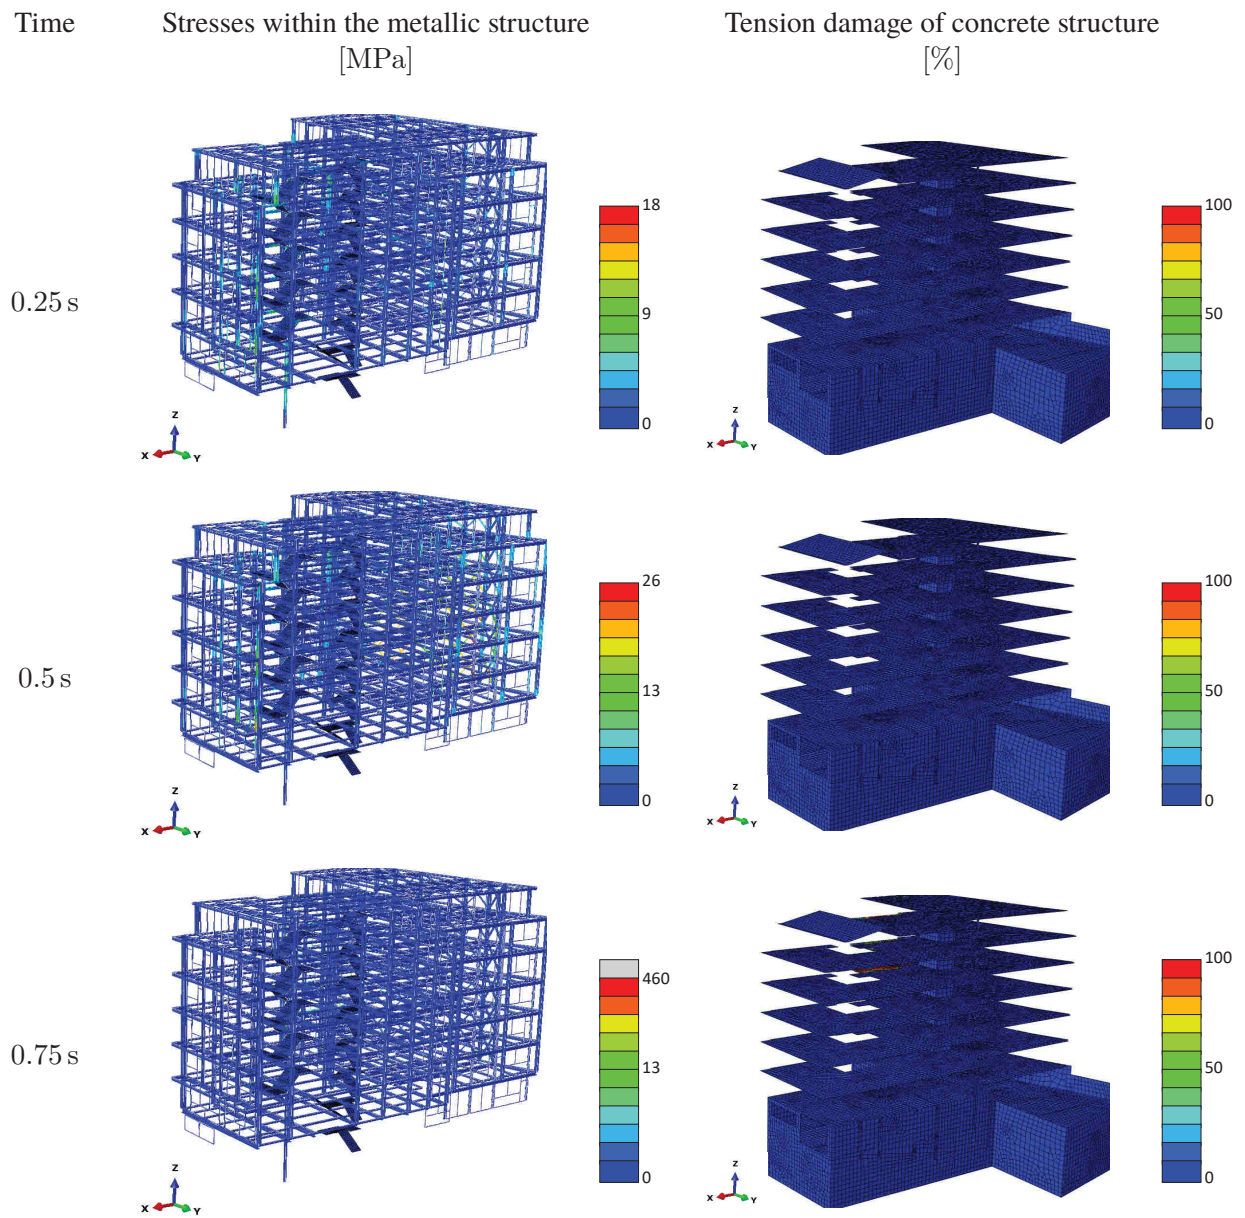 Time Stresses within the metallic structure Tension damage of concrete structure
[MPa] [%]
0.25 s
18
9
0
Z
X
Y
100
50
0
Z
X
Y
0.5 s
26
13
0
Z
X
Y
100
50
0
Z
X
Y
0.75 s
460
13
0
Z
X
Y
100
50
0
Z
X
Y